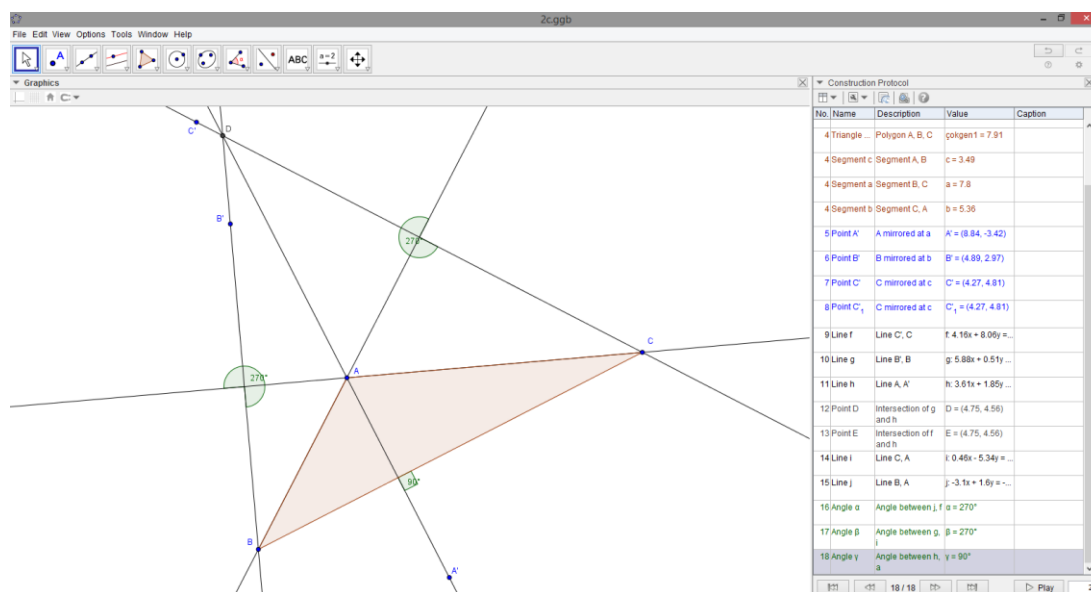 2c.ggb
File Edit View Options Tools Window Help
A
ABC
a=2
Graphics
Construction Protocol
No. Name Description Value Caption
4 Triangle ... Polygon A, B, C çokgen1 = 7.91
4 Segment c Segment A, B c = 3.49
4 Segment a Segment B, C a = 7.8
4 Segment b Segment C, A b = 5.36
5 Point A' A mirrored at a A' = (8.84, -3.42)
6 Point B' B mirrored at b B' = (4.89, 2.97)
7 Point C' C mirrored at c C' = (4.27, 4.81)
8 Point C'₁ C mirrored at c C'₁ = (4.27, 4.81)
9 Line f Line C', C f: 4.16x + 8.06y =...
10 Line g Line B', B g: 5.88x + 0.51y ...
11 Line h Line A, A' h: 3.61x + 1.85y ...
12 Point D Intersection of g D = (4.75, 4.56)
and h
13 Point E Intersection of f E = (4.75, 4.56)
and h
14 Line i Line C, A i: 0.46x - 5.34y = ...
15 Line j Line B, A j: -3.1x + 1.6y = -...
16 Angle α Angle between j, f α = 270°
17 Angle β Angle between g, β = 270°
i
18 Angle γ Angle between h, γ = 90°
a
18 / 18
Play
2
C'
D
B'
270°
C
270°
A
90°
B
A'